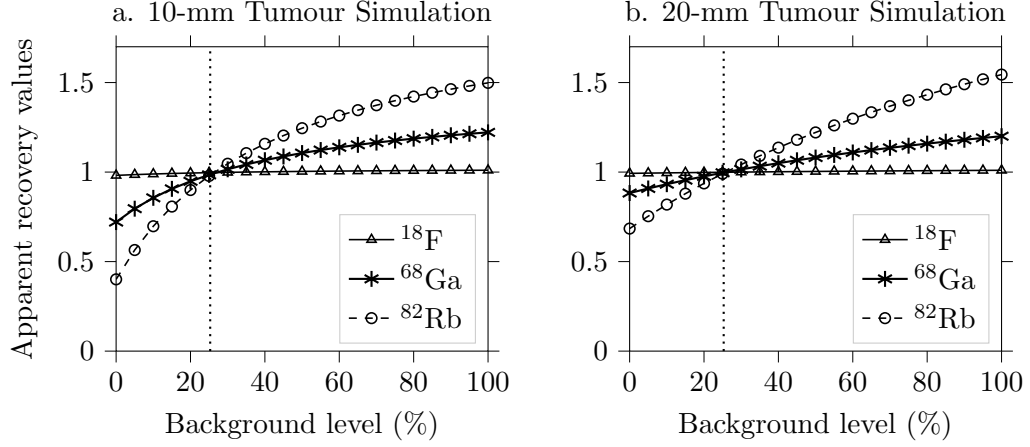 a. 10-mm Tumour Simulation
Apparent recovery values
1.5
1
0.5
0
18F
68Ga
82Rb
0 20 40 60 80 100
Background level (%)
b. 20-mm Tumour Simulation
1.5
1
0.5
0
18F
68Ga
82Rb
0 20 40 60 80 100
Background level (%)